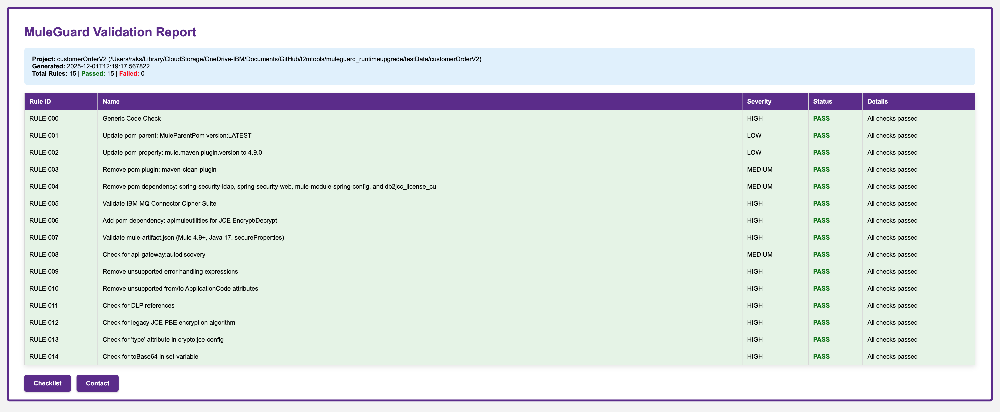 MuleGuard Validation Report
Project: customerOrderV2 (/Users/raks/Library/CloudStorage/OneDrive-IBM/Documents/GitHub/t2mtools/muleguard_runtimeupgrade/testData/customerOrderV2)
Generated: 2025-12-01T12:19:17.567822
Total Rules: 15 | Passed: 15 | Failed: 0
Rule ID Name Severity Status Details
RULE-000 Generic Code Check HIGH PASS All checks passed
RULE-001 Update pom parent: MuleParentPom version:LATEST LOW PASS All checks passed
RULE-002 Update pom property: mule.maven.plugin.version to 4.9.0 LOW PASS All checks passed
RULE-003 Remove pom plugin: maven-clean-plugin MEDIUM PASS All checks passed
RULE-004 Remove pom dependency: spring-security-ldap, spring-security-web, mule-module-spring-config, and db2jcc_license_cu MEDIUM PASS All checks passed
RULE-005 Validate IBM MQ Connector Cipher Suite HIGH PASS All checks passed
RULE-006 Add pom dependency: apimuleutilities for JCE Encrypt/Decrypt HIGH PASS All checks passed
RULE-007 Validate mule-artifact.json (Mule 4.9+, Java 17, secureProperties) HIGH PASS All checks passed
RULE-008 Check for api-gateway:autodiscovery MEDIUM PASS All checks passed
RULE-009 Remove unsupported error handling expressions HIGH PASS All checks passed
RULE-010 Remove unsupported from/to ApplicationCode attributes HIGH PASS All checks passed
RULE-011 Check for DLP references HIGH PASS All checks passed
RULE-012 Check for legacy JCE PBE encryption algorithm HIGH PASS All checks passed
RULE-013 Check for 'type' attribute in crypto:jce-config HIGH PASS All checks passed
RULE-014 Check for toBase64 in set-variable HIGH PASS All checks passed
Checklist Contact